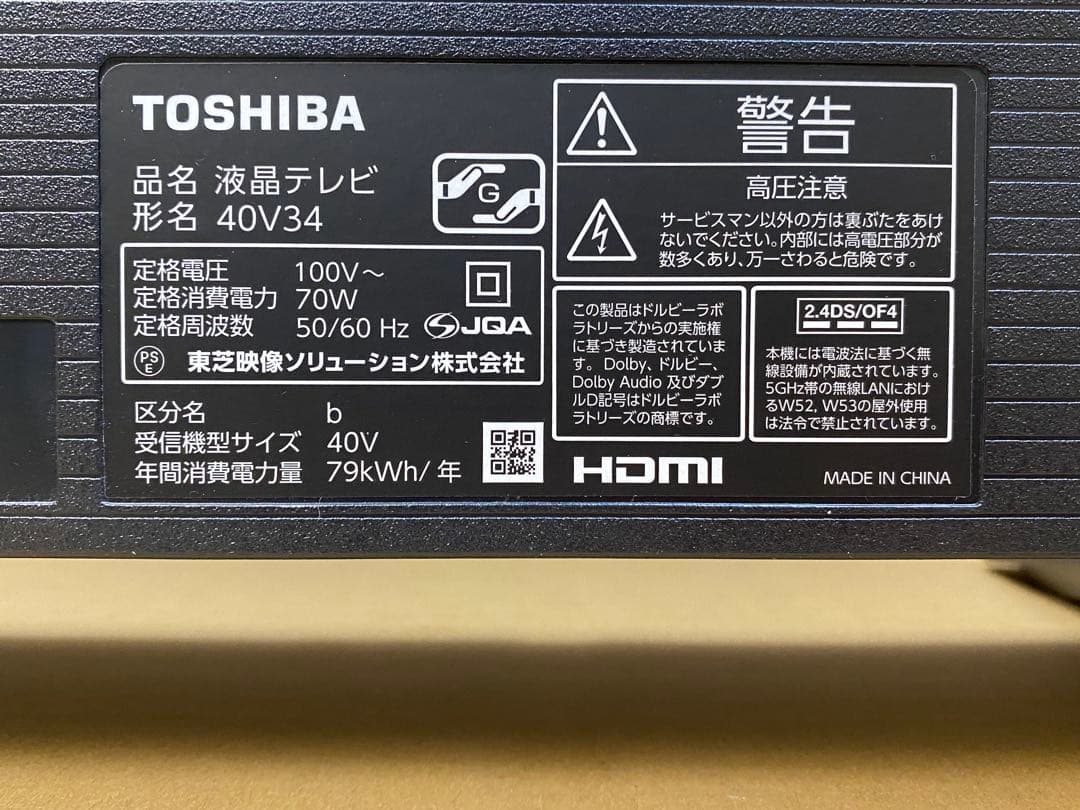 TOSHIBA
品名 液晶テレビ
形名 40V34
G
定格電圧 100V～
定格消費電力 70W
定格周波数 50/60 Hz
JQA
PS
E
東芝映像ソリューション株式会社
区分名 b
受信機型サイズ 40V
年間消費電力量 79kWh/年
警告
高圧注意
サービスマン以外の方は裏ぶたをあけ
ないでください。内部には高電圧部分が
数多くあり、万一さわると危険です。
この製品はドルビーラボ
ラトリーズからの実施権
に基づき製造されていま
す。Dolby、ドルビー、
Dolby Audio 及びダブ
ルD記号はドルビーラボ
ラトリーズの商標です。
2.4DS/OF4
本機には電波法に基づく無
線設備が内蔵されています。
5GHz帯の無線LANにおけ
るW52, W53の屋外使用
は法令で禁止されています。
HDMI
MADE IN CHINA